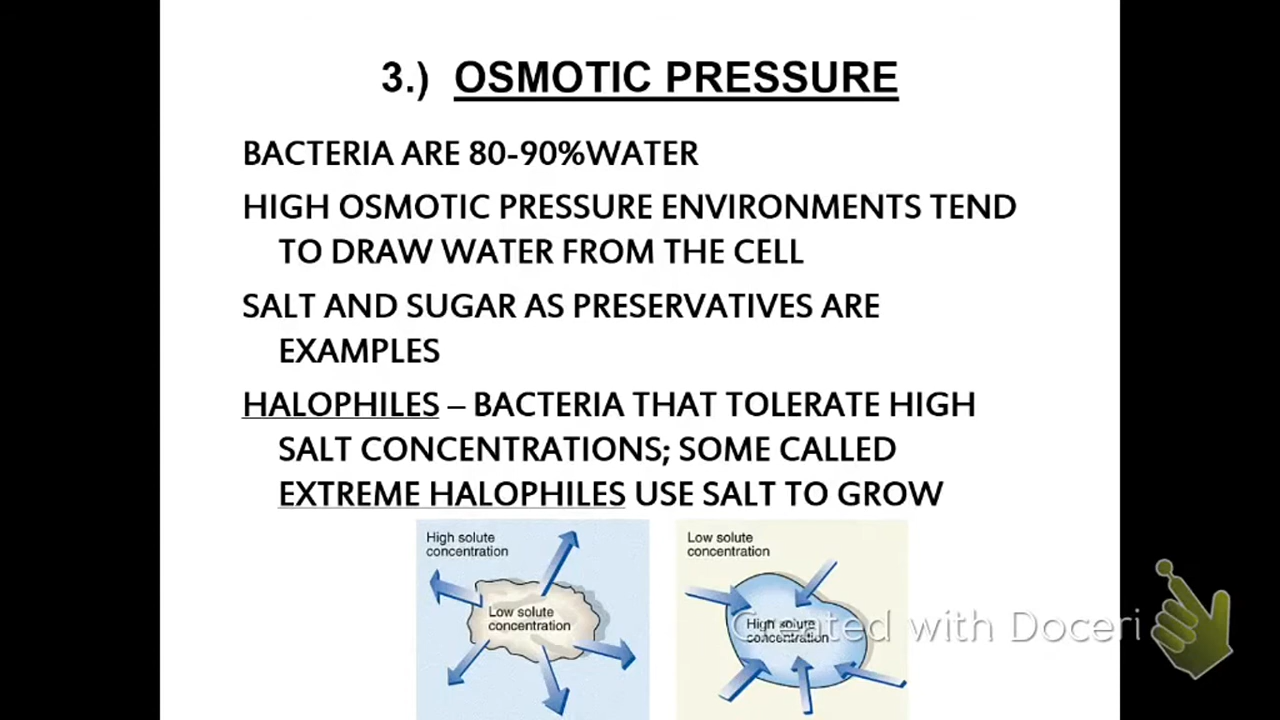 3.) OSMOTIC PRESSURE
BACTERIA ARE 80-90%WATER
HIGH OSMOTIC PRESSURE ENVIRONMENTS TEND
TO DRAW WATER FROM THE CELL
SALT AND SUGAR AS PRESERVATIVES ARE
EXAMPLES
HALOPHILES – BACTERIA THAT TOLERATE HIGH
SALT CONCENTRATIONS; SOME CALLED
EXTREME HALOPHILES USE SALT TO GROW
High solute
concentration
Low solute
concentration
Low solute
concentration
High solute
concentration
Created with Doceri